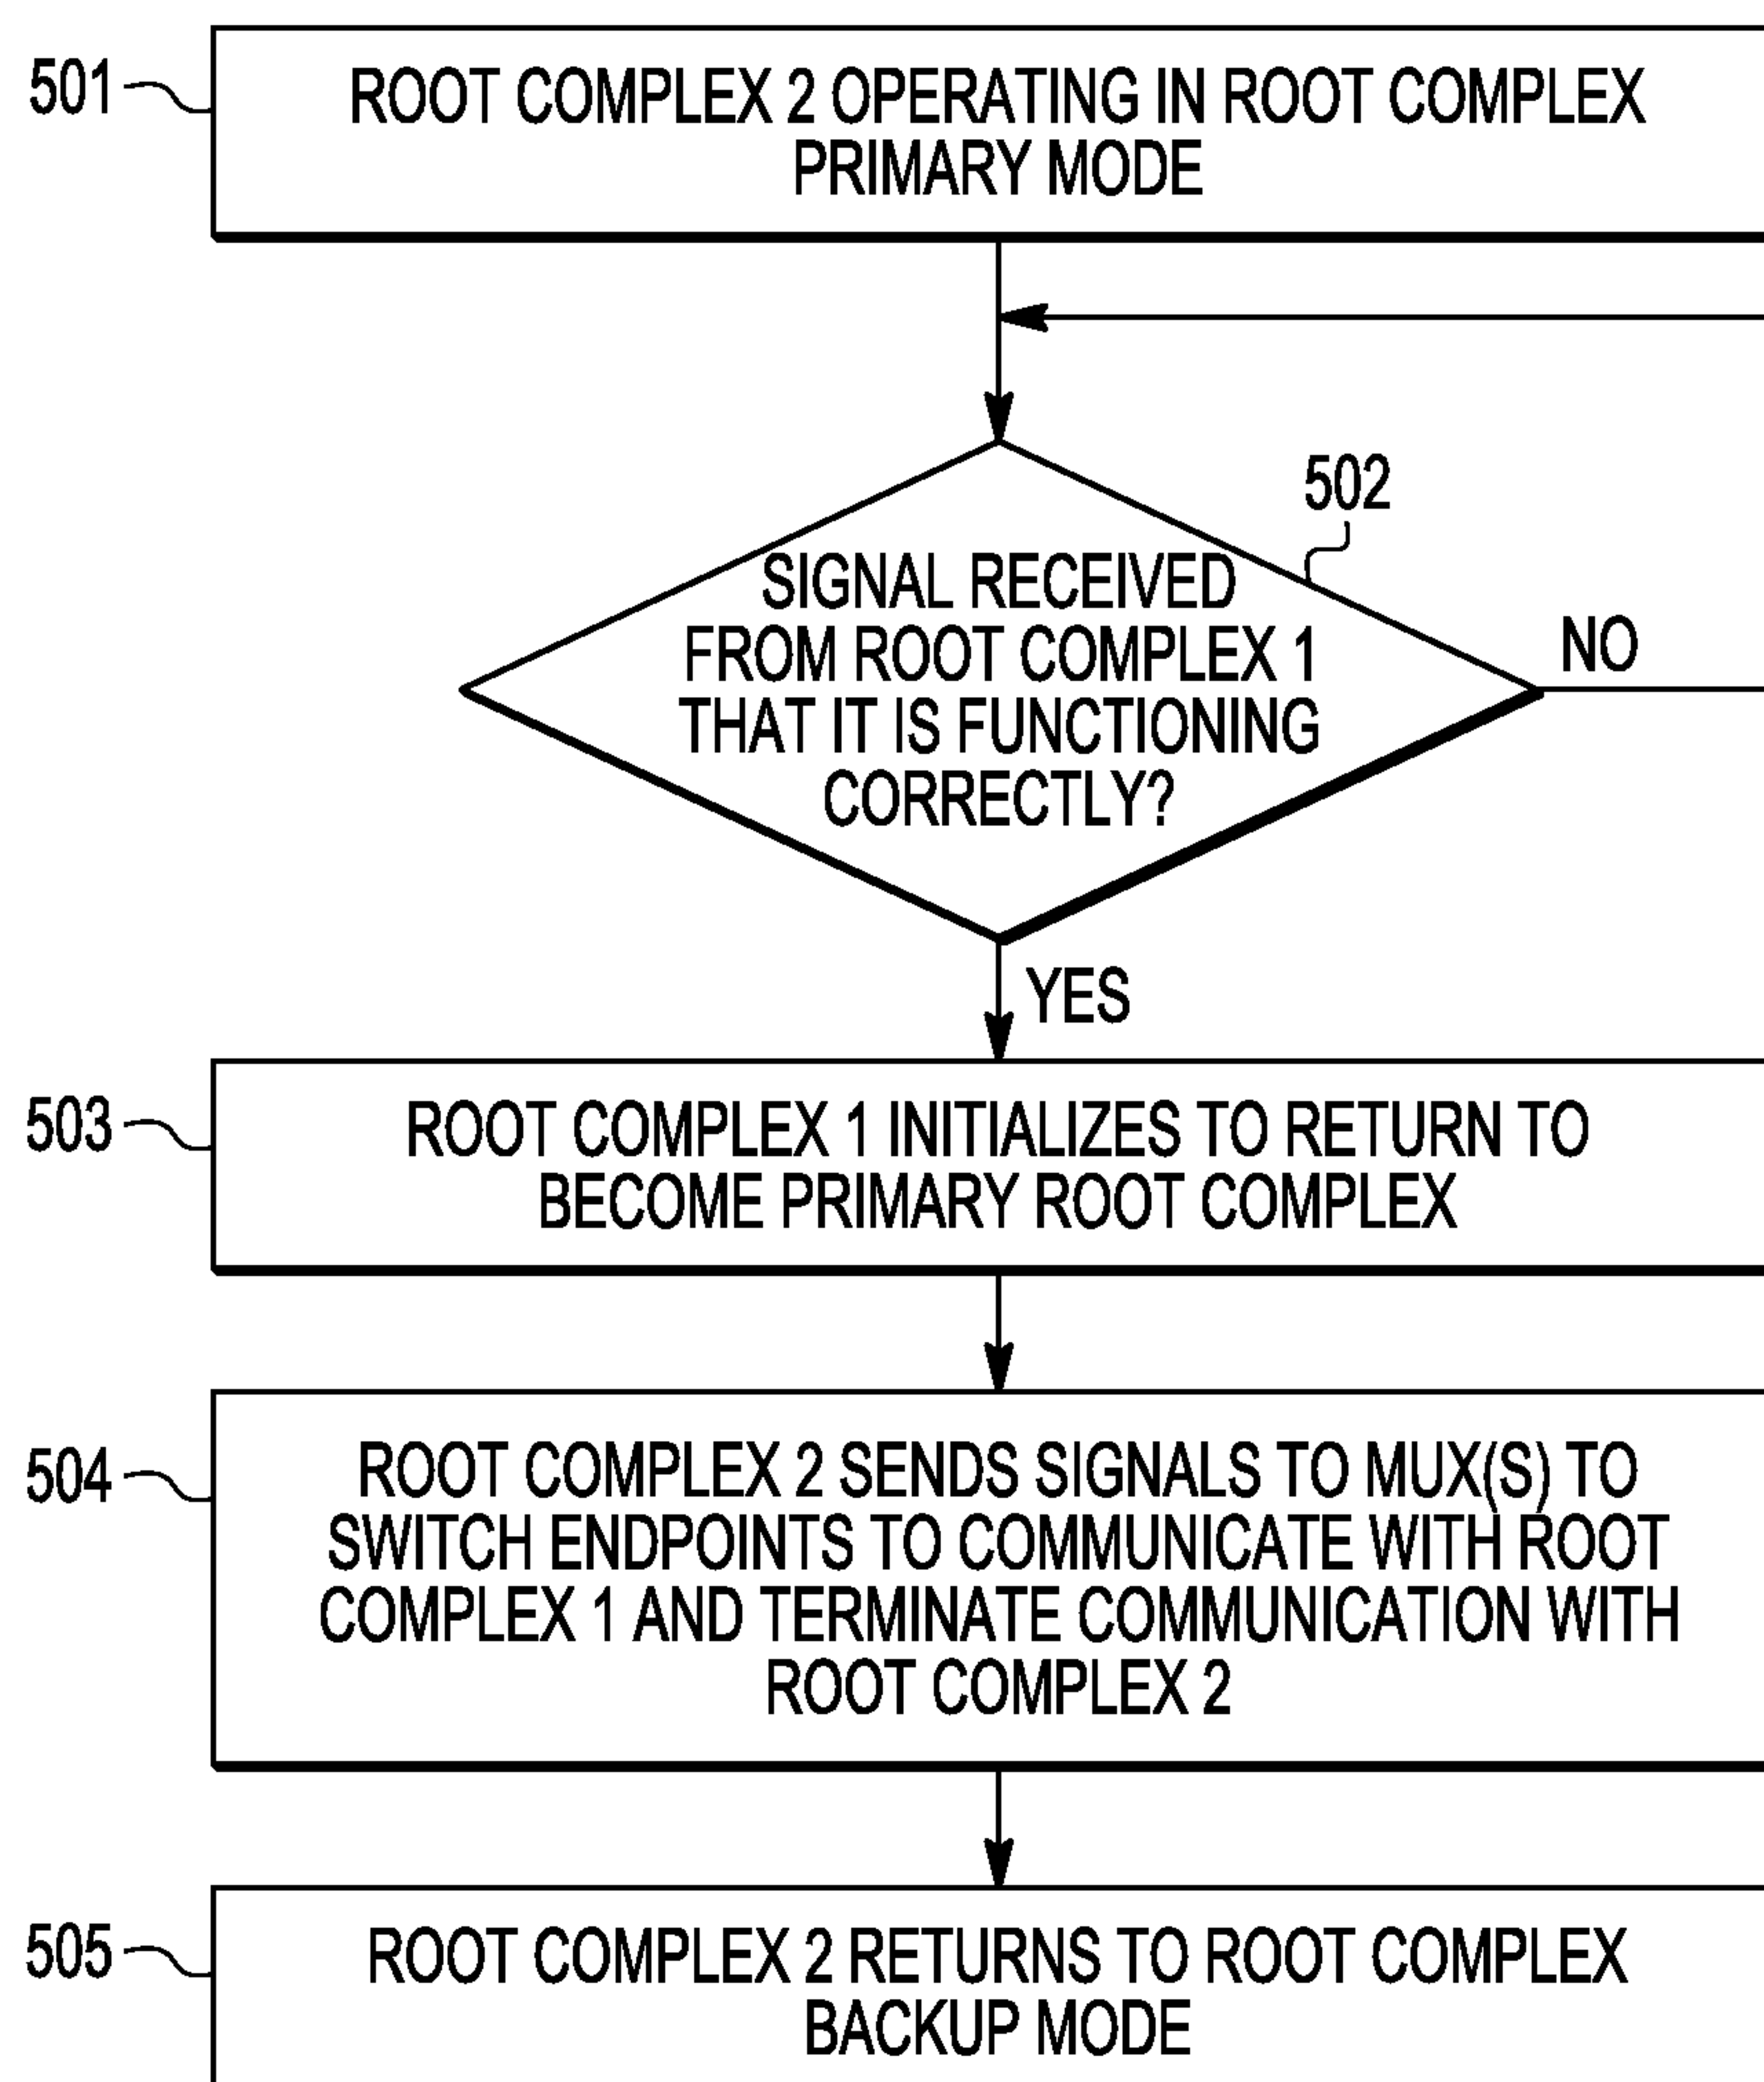 501
ROOT COMPLEX 2 OPERATING IN ROOT COMPLEX
PRIMARY MODE
502
SIGNAL RECEIVED
FROM ROOT COMPLEX 1
THAT IT IS FUNCTIONING
CORRECTLY?
NO
YES
503
ROOT COMPLEX 1 INITIALIZES TO RETURN TO
BECOME PRIMARY ROOT COMPLEX
504
ROOT COMPLEX 2 SENDS SIGNALS TO MUX(S) TO
SWITCH ENDPOINTS TO COMMUNICATE WITH ROOT
COMPLEX 1 AND TERMINATE COMMUNICATION WITH
ROOT COMPLEX 2
505
ROOT COMPLEX 2 RETURNS TO ROOT COMPLEX
BACKUP MODE